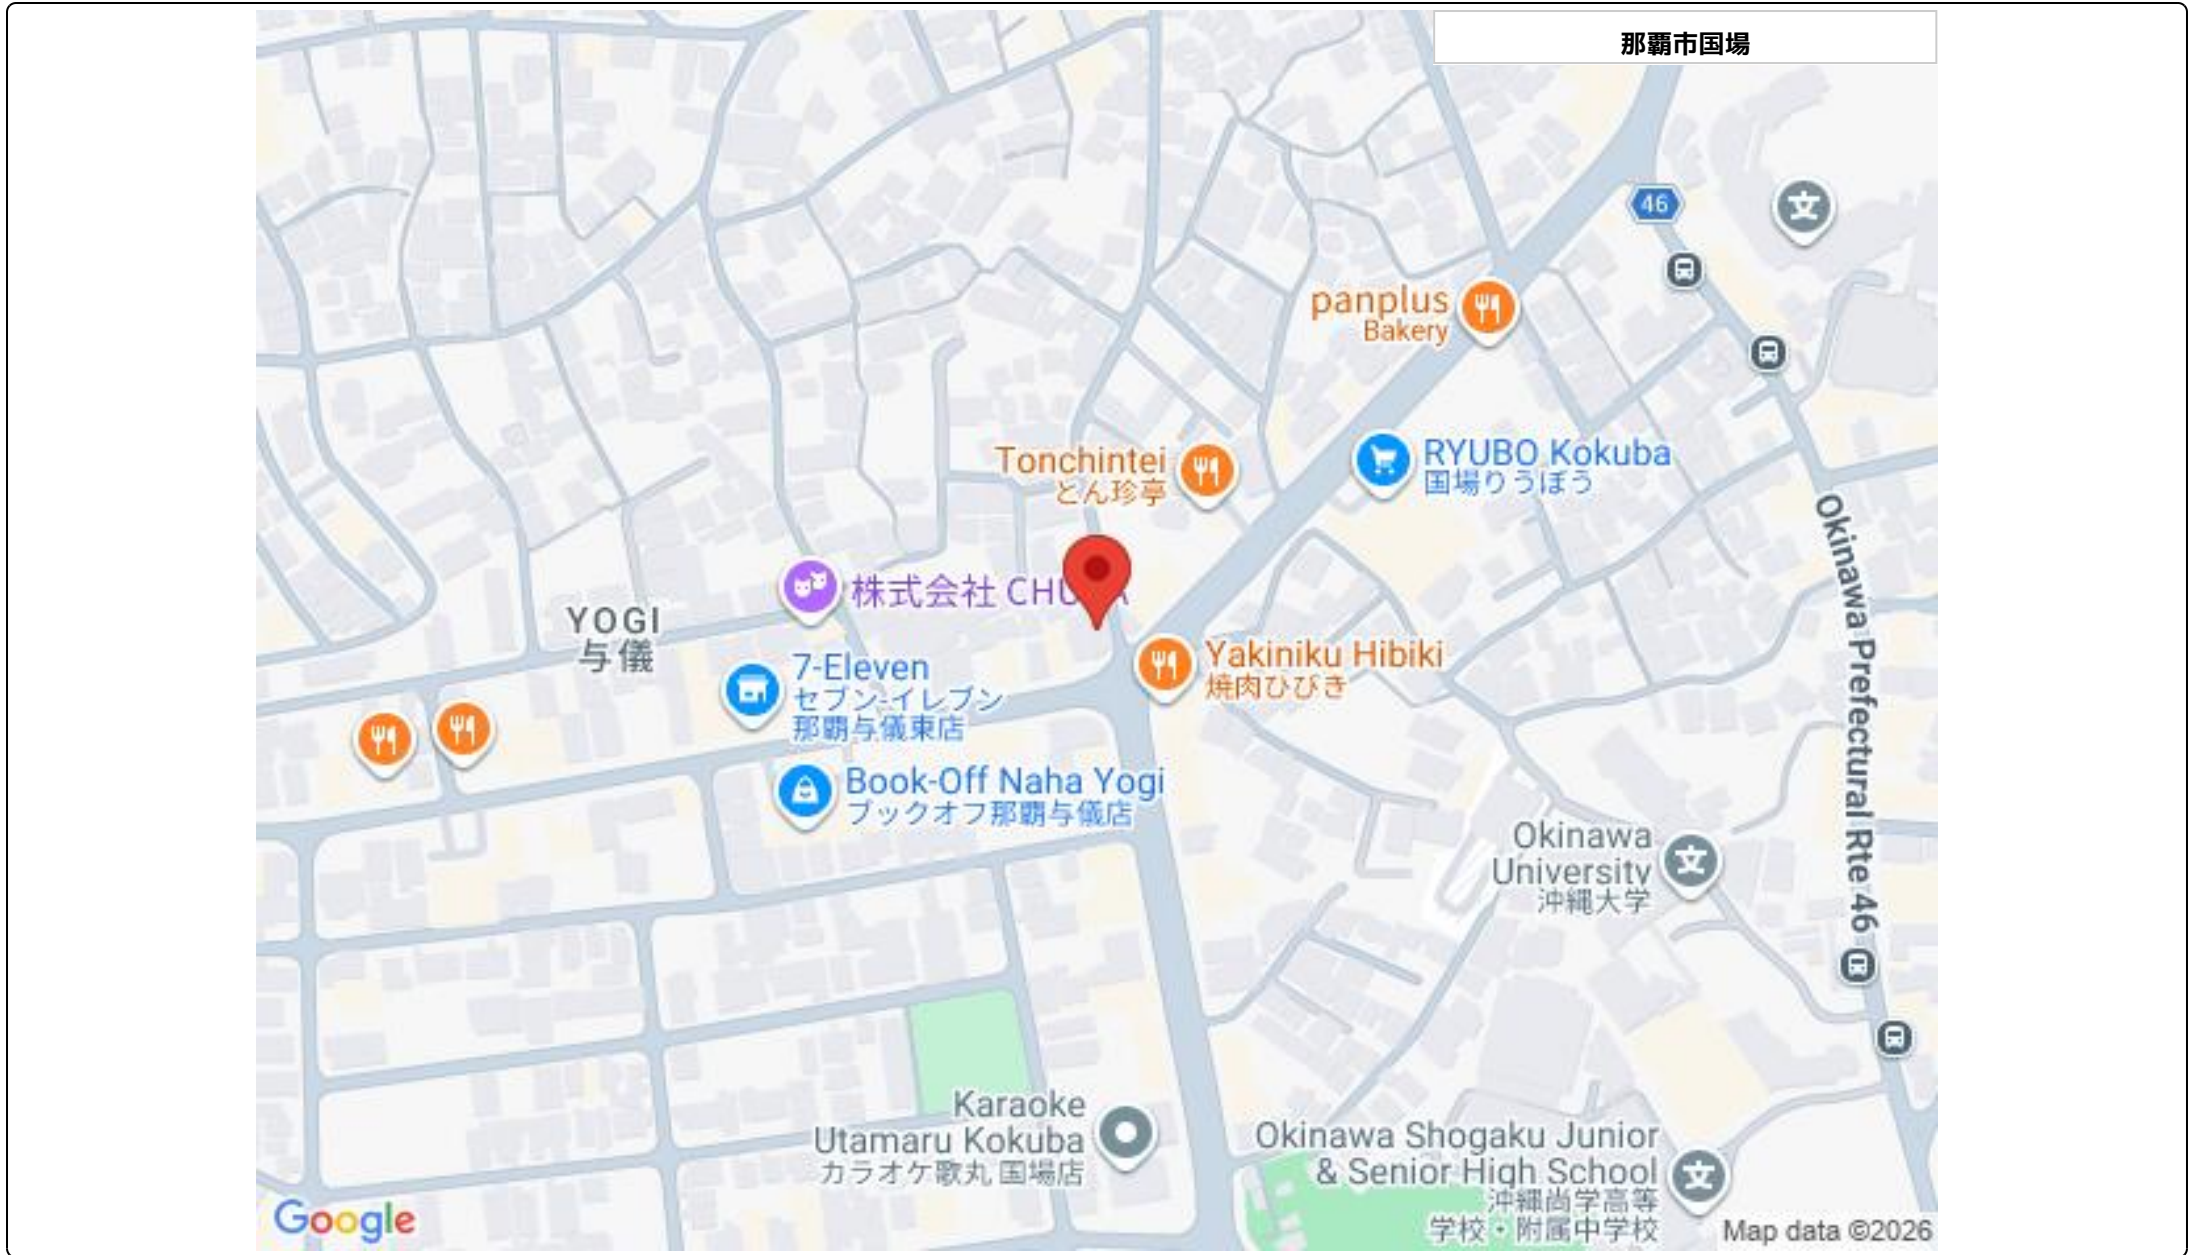 那覇市国場
46
panplus
Bakery
Tonchintei
とん珍亭
RYUBO Kokuba
国場りうぼう
株式会社 CHU
YOGI
与儀
Yakiniku Hibiki
焼肉ひびき
7-Eleven
セブン-イレブン
那覇与儀東店
Book-Off Naha Yogi
ブックオフ那覇与儀店
Okinawa Prefectural Rte 46
Okinawa
University
沖縄大学
Karaoke
Utamaru Kokuba
カラオケ歌丸 国場店
Okinawa Shogaku Junior
& Senior High School
沖縄尚学高等
学校・附属中学校
Google
Map data ©2026